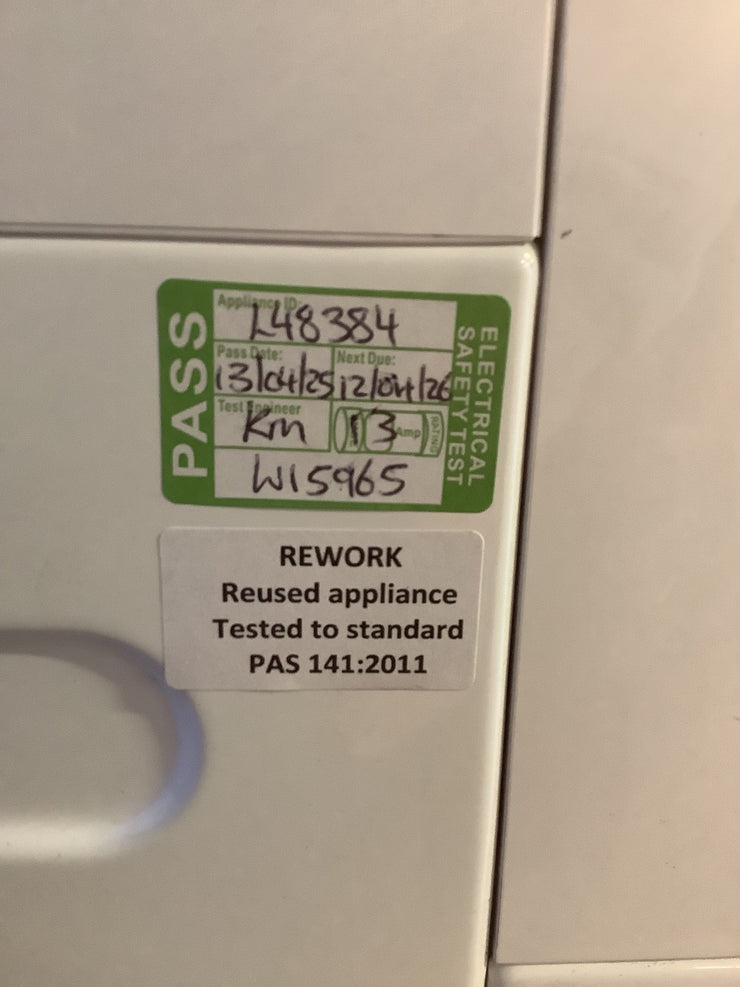 PASS
Appliance ID:
L48384
Pass Date: Next Due:
13/04/25 12/04/26
Test Engineer
Km 13 Amp
W15965
ELECTRICAL
SAFETY TEST
REWORK
Reused appliance
Tested to standard
PAS 141:2011